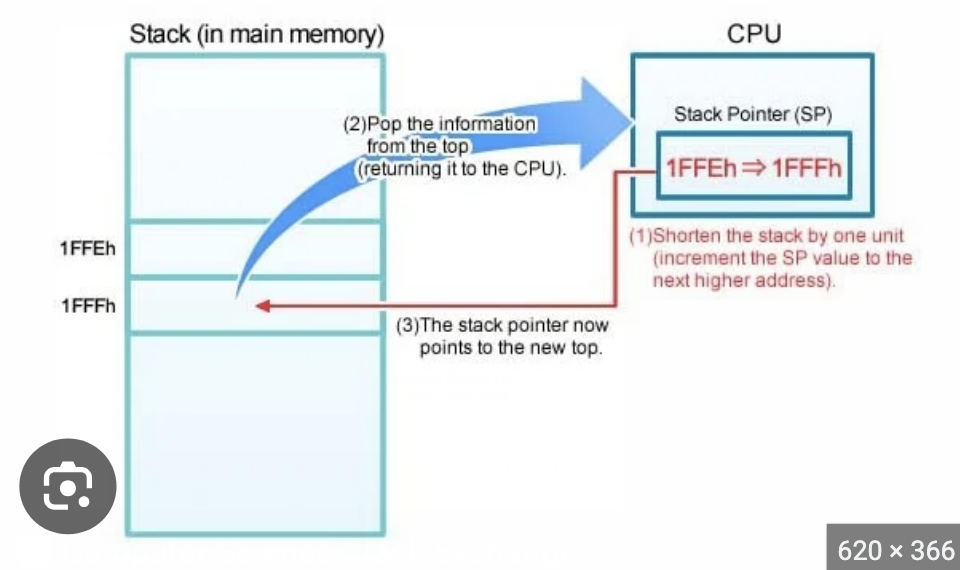 Stack (in main memory)
CPU
(2)Pop the information
from the top
(returning it to the CPU).
Stack Pointer (SP)
1FFEh ⇒ 1FFFh
(1)Shorten the stack by one unit
(increment the SP value to the
next higher address).
1FFEh
1FFFh
(3)The stack pointer now
points to the new top.
620 × 366